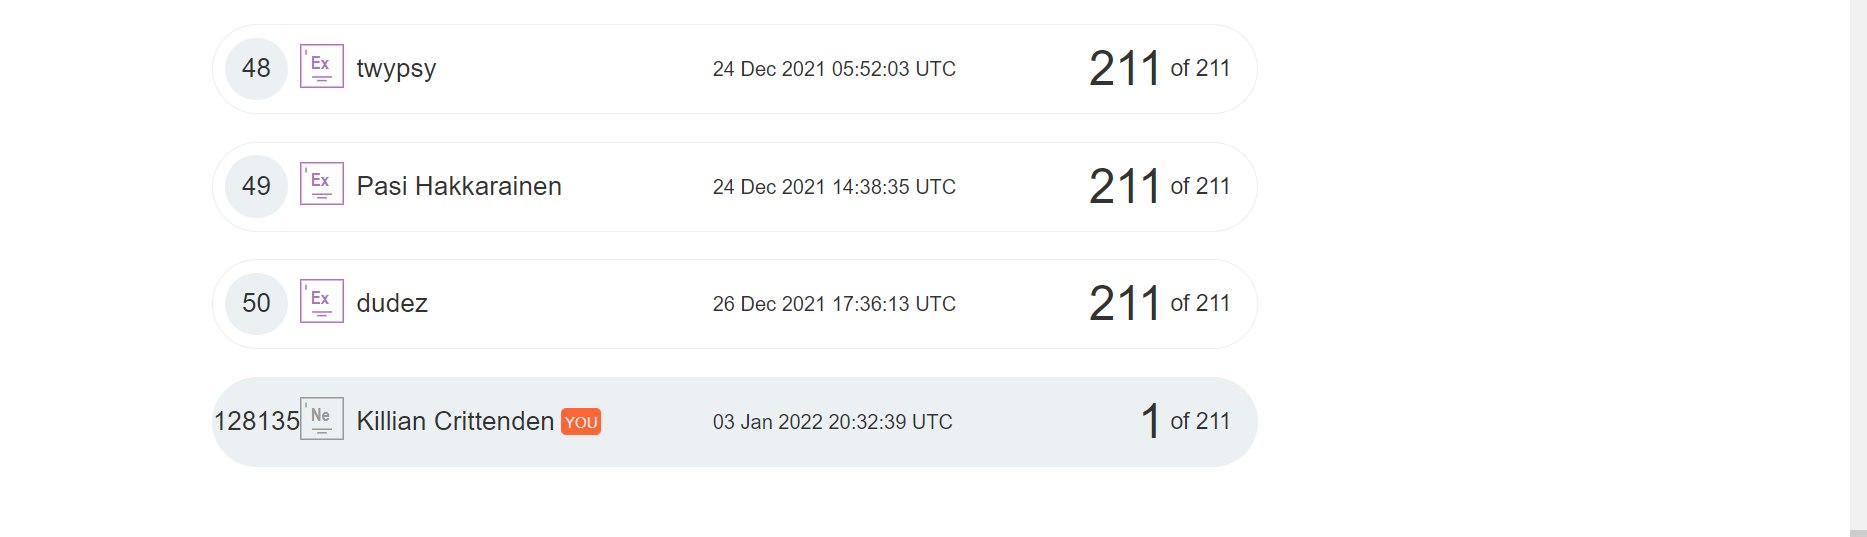 48 Ex twypsy 24 Dec 2021 05:52:03 UTC 211 of 211
49 Ex Pasi Hakkarainen 24 Dec 2021 14:38:35 UTC 211 of 211
50 Ex dudez 26 Dec 2021 17:36:13 UTC 211 of 211
128135 Ne Killian Crittenden YOU 03 Jan 2022 20:32:39 UTC 1 of 211